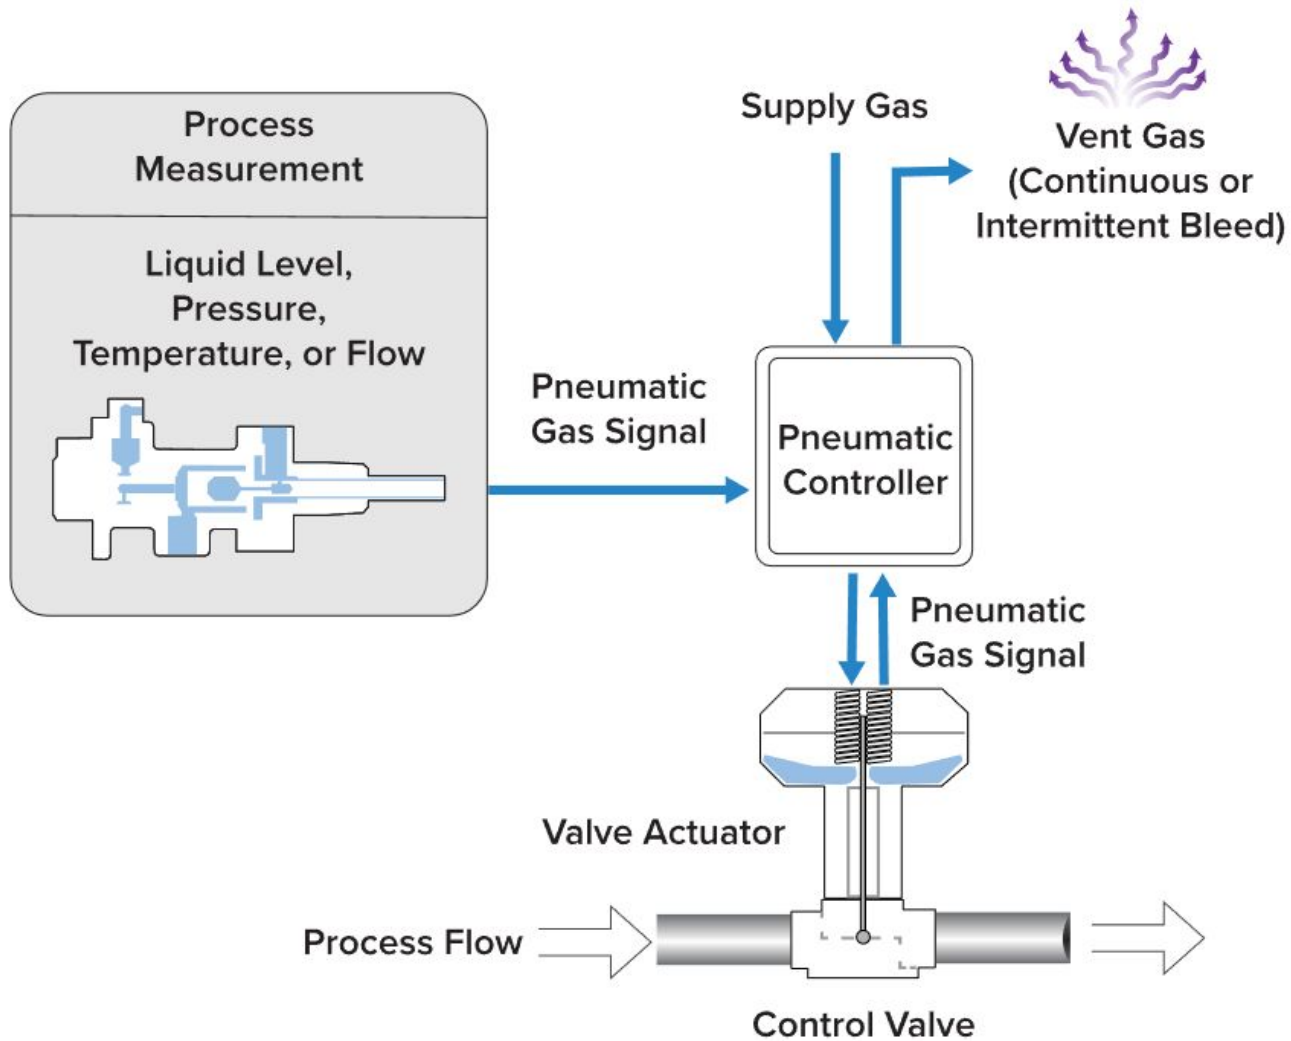 Process
Measurement
Liquid Level,
Pressure,
Temperature, or Flow
Supply Gas
Vent Gas
(Continuous or
Intermittent Bleed)
Pneumatic
Gas Signal
Pneumatic
Controller
Pneumatic
Gas Signal
Valve Actuator
Process Flow
Control Valve